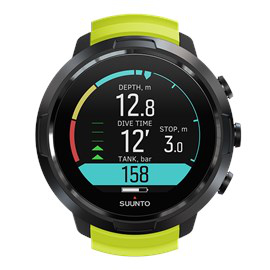 DEPTH, m
12.8
DIVE TIME
12' STOP, m
3.0
TANK, bar
158
SUUNTO